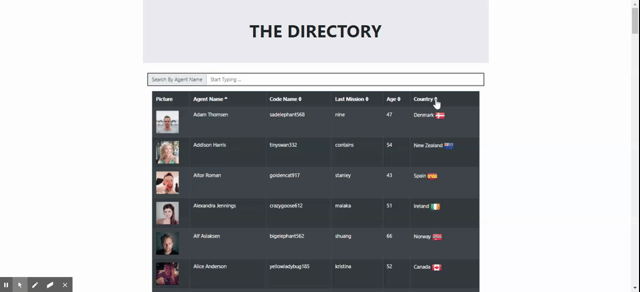 THE DIRECTORY
Search By Agent Name Start Typing ...
Picture Agent Name Code Name Last Mission Age Country
Adam Thomsen sadelephant568 nine 47 Denmark
Addison Harris tinyswan332 contains 54 New Zealand
Aitor Roman goldencat917 stanley 43 Spain
Alexandra Jennings crazygoose612 malaka 51 Ireland
Alf Aslaksen bigelephant562 shuang 66 Norway
Alice Anderson yellowladybug185 kristina 52 Canada